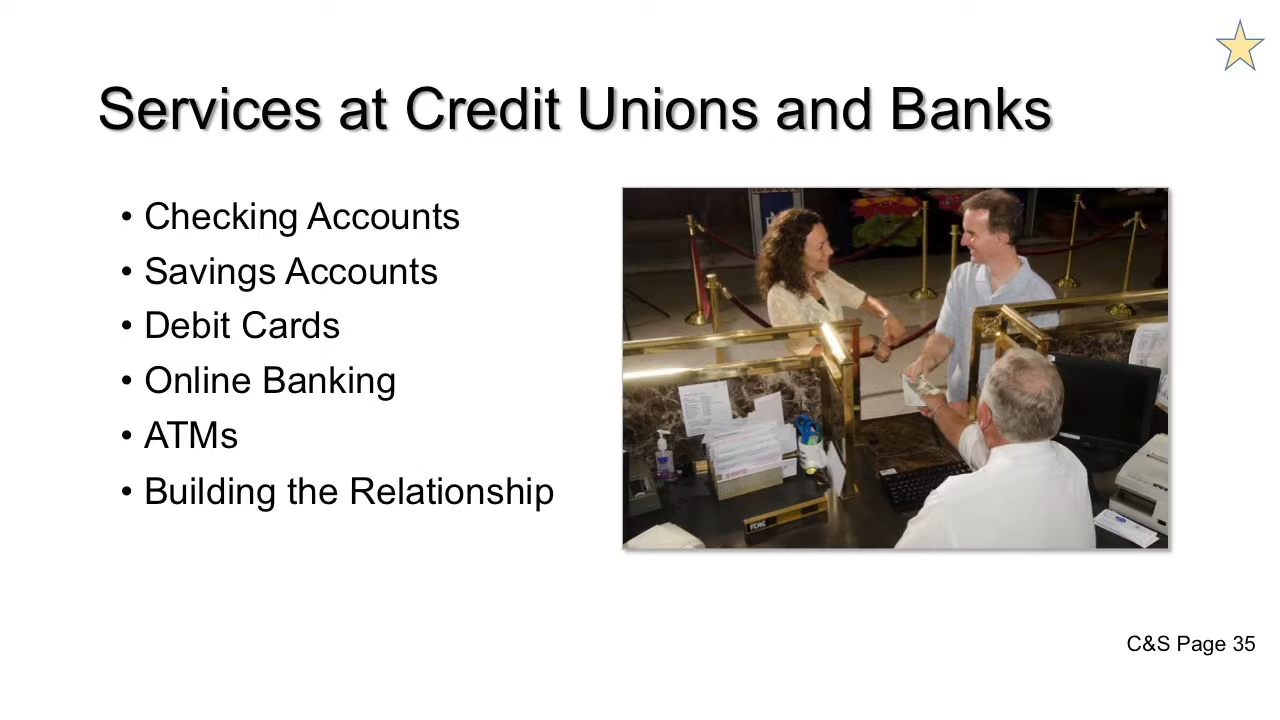 Services at Credit Unions and Banks
• Checking Accounts
• Savings Accounts
• Debit Cards
• Online Banking
• ATMs
• Building the Relationship
FDIC
C&S Page 35